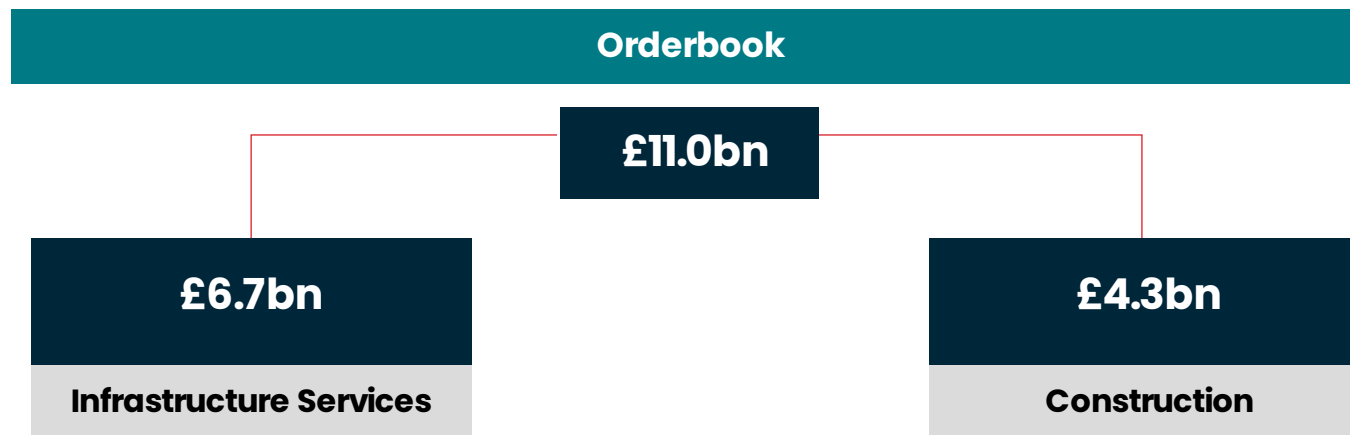 Orderbook
£11.0bn
£6.7bn
£4.3bn
Infrastructure Services
Construction